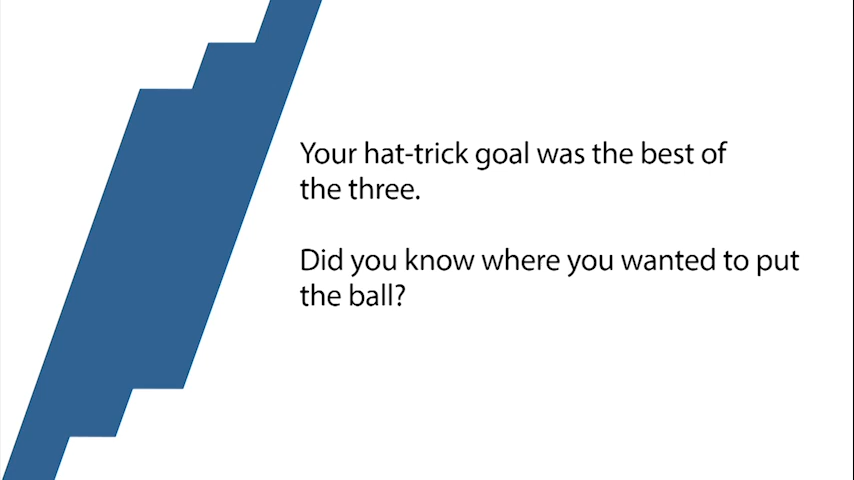 Your hat-trick goal was the best of
the three.
Did you know where you wanted to put
the ball?